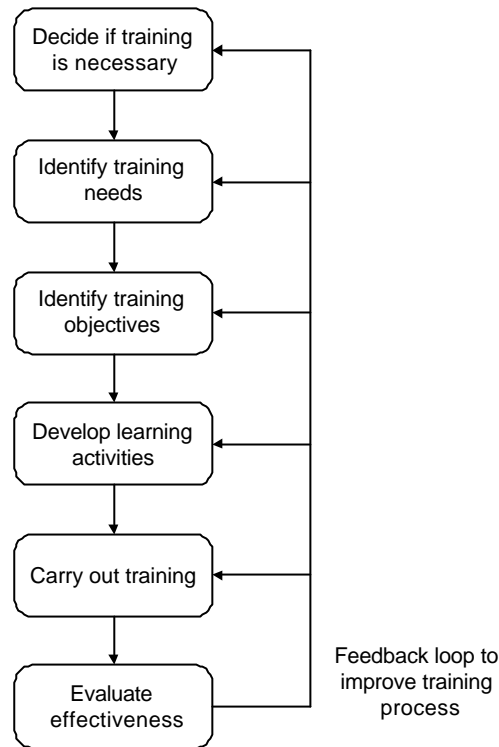 Decide if training
is necessary
Identify training
needs
Identify training
objectives
Develop learning
activities
Carry out training
Evaluate
effectiveness
Feedback loop to
improve training
process